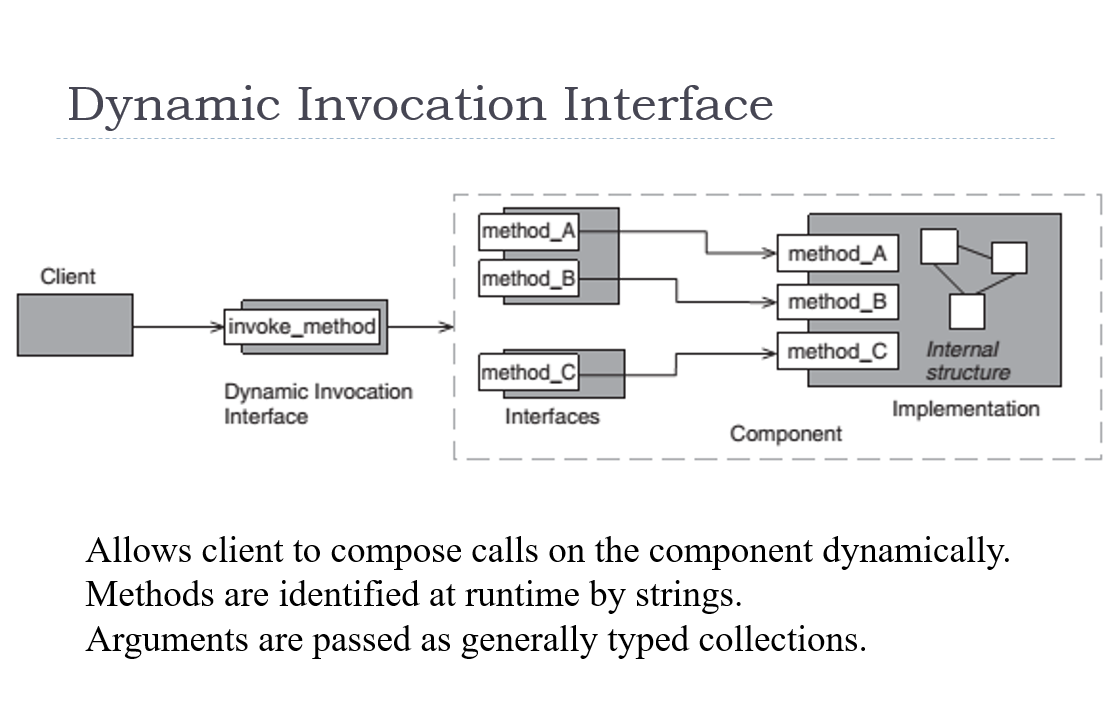 Dynamic Invocation Interface
Client
invoke_method
Dynamic Invocation
Interface
method_A
method_B
method_C
Interfaces
method_A
method_B
method_C
Internal
structure
Implementation
Component
Allows client to compose calls on the component dynamically.
Methods are identified at runtime by strings.
Arguments are passed as generally typed collections.